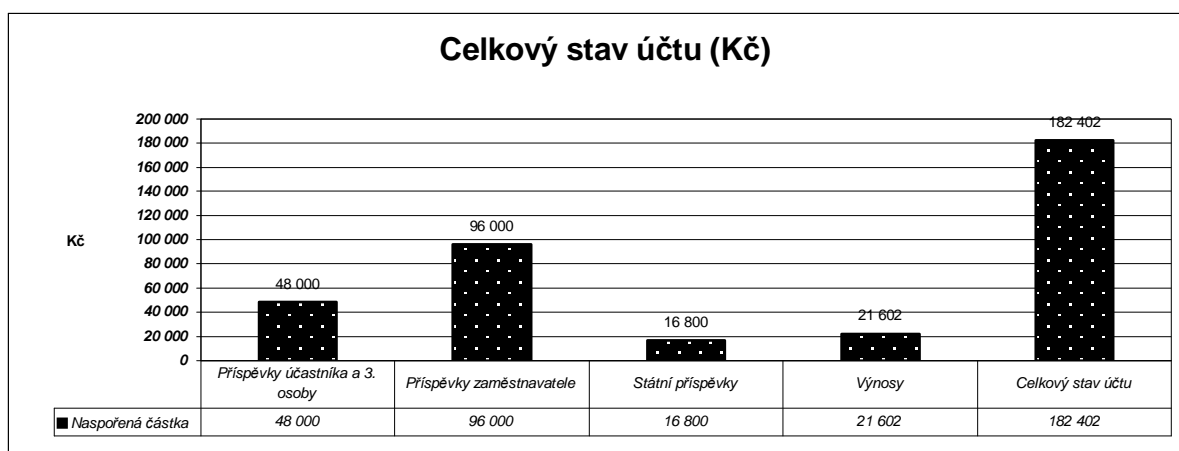 Celkový stav účtu (Kč)
200 000
180 000
160 000
140 000
120 000
100 000
80 000
60 000
40 000
20 000
0
Kč
48 000
96 000
16 800
21 602
182 402
Příspěvky účastníka a 3.
osoby
Příspěvky zaměstnavatele
Státní příspěvky
Výnosy
Celkový stav účtu
Naspořená částka 48 000 96 000 16 800 21 602 182 402